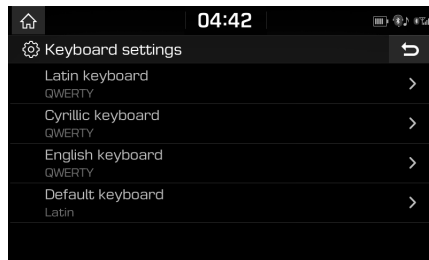 04:42
Keyboard settings
Latin keyboard
QWERTY
Cyrillic keyboard
QWERTY
English keyboard
QWERTY
Default keyboard
Latin